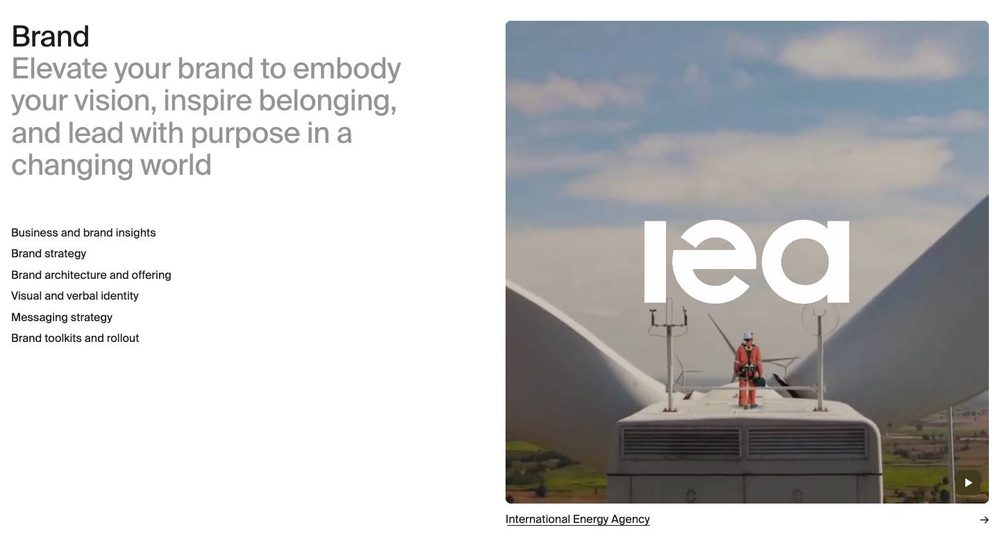 Brand
Elevate your brand to embody
your vision, inspire belonging,
and lead with purpose in a
changing world
Business and brand insights
Brand strategy
Brand architecture and offering
Visual and verbal identity
Messaging strategy
Brand toolkits and rollout
iea
International Energy Agency →